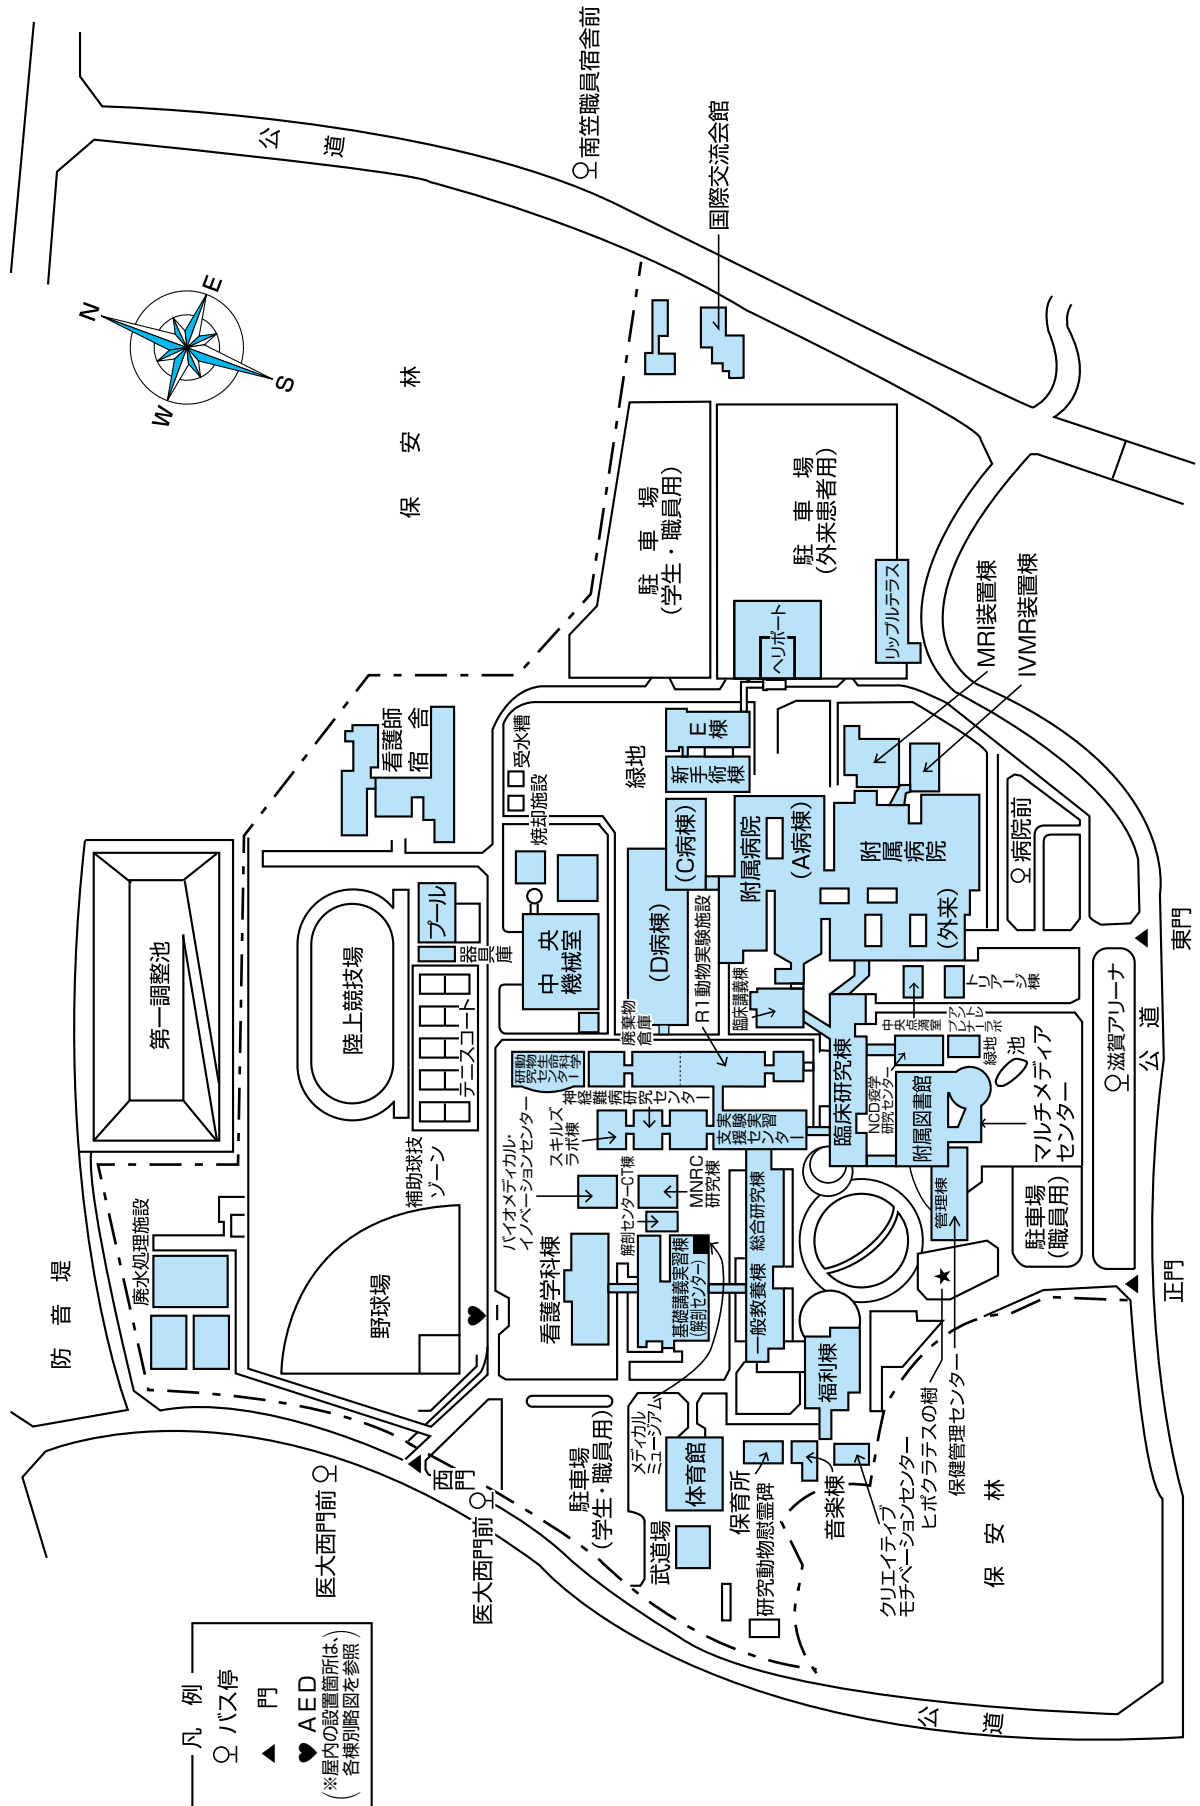 凡例
バス停
門
AED
(※屋内の設置箇所は、
各棟別略図を参照)
N
E
S
W
公道
南笠職員宿舎前
国際交流会館
保安林
駐車場
(学生・職員用)
駐車場
(外来患者用)
ヘリポート
リップルテラス
MRI装置棟
IVMR装置棟
看護師
宿舎
受水槽
焼却施設
緑地
E
棟
新
手
術
棟
(C病棟)
附属病院
(A病棟)
附属
病院
(外来)
病院前
東門
第一調整池
陸上競技場
プール
器具
庫
テニスコート
補助球技
ゾーン
中央
機械室
(D病棟)
廃棄物
倉庫
R1動物実験施設
臨床講義棟
中央点滴室
トリアージ棟
アントレ
プレナーラボ
緑地
池
滋賀アリーナ
公道
研究
動物生命科学
センター
神経難病研究センター
スキルズ
ラボ棟
実験実習
支援センター
臨床研究棟
NCD疫学
研究センター
附属図書館
マルチメディア
センター
バイオメディカル・
イノベーションセンター
解剖センターCT棟
MNRC
研究棟
総合研究棟
管理棟
駐車場
(職員用)
正門
防音堤
廃水処理施設
野球場
看護学科棟
基礎講義実習棟
(解剖センター)
一般教養棟
福利棟
西門
医大西門前
医大西門前
駐車場
(学生・職員用)
メディカル
ミュージアム
体育館
武道場
保育所
研究動物慰霊碑
音楽棟
クリエイティブ
モチベーションセンター
ヒポクラテスの樹
保健管理センター
保安林
公道